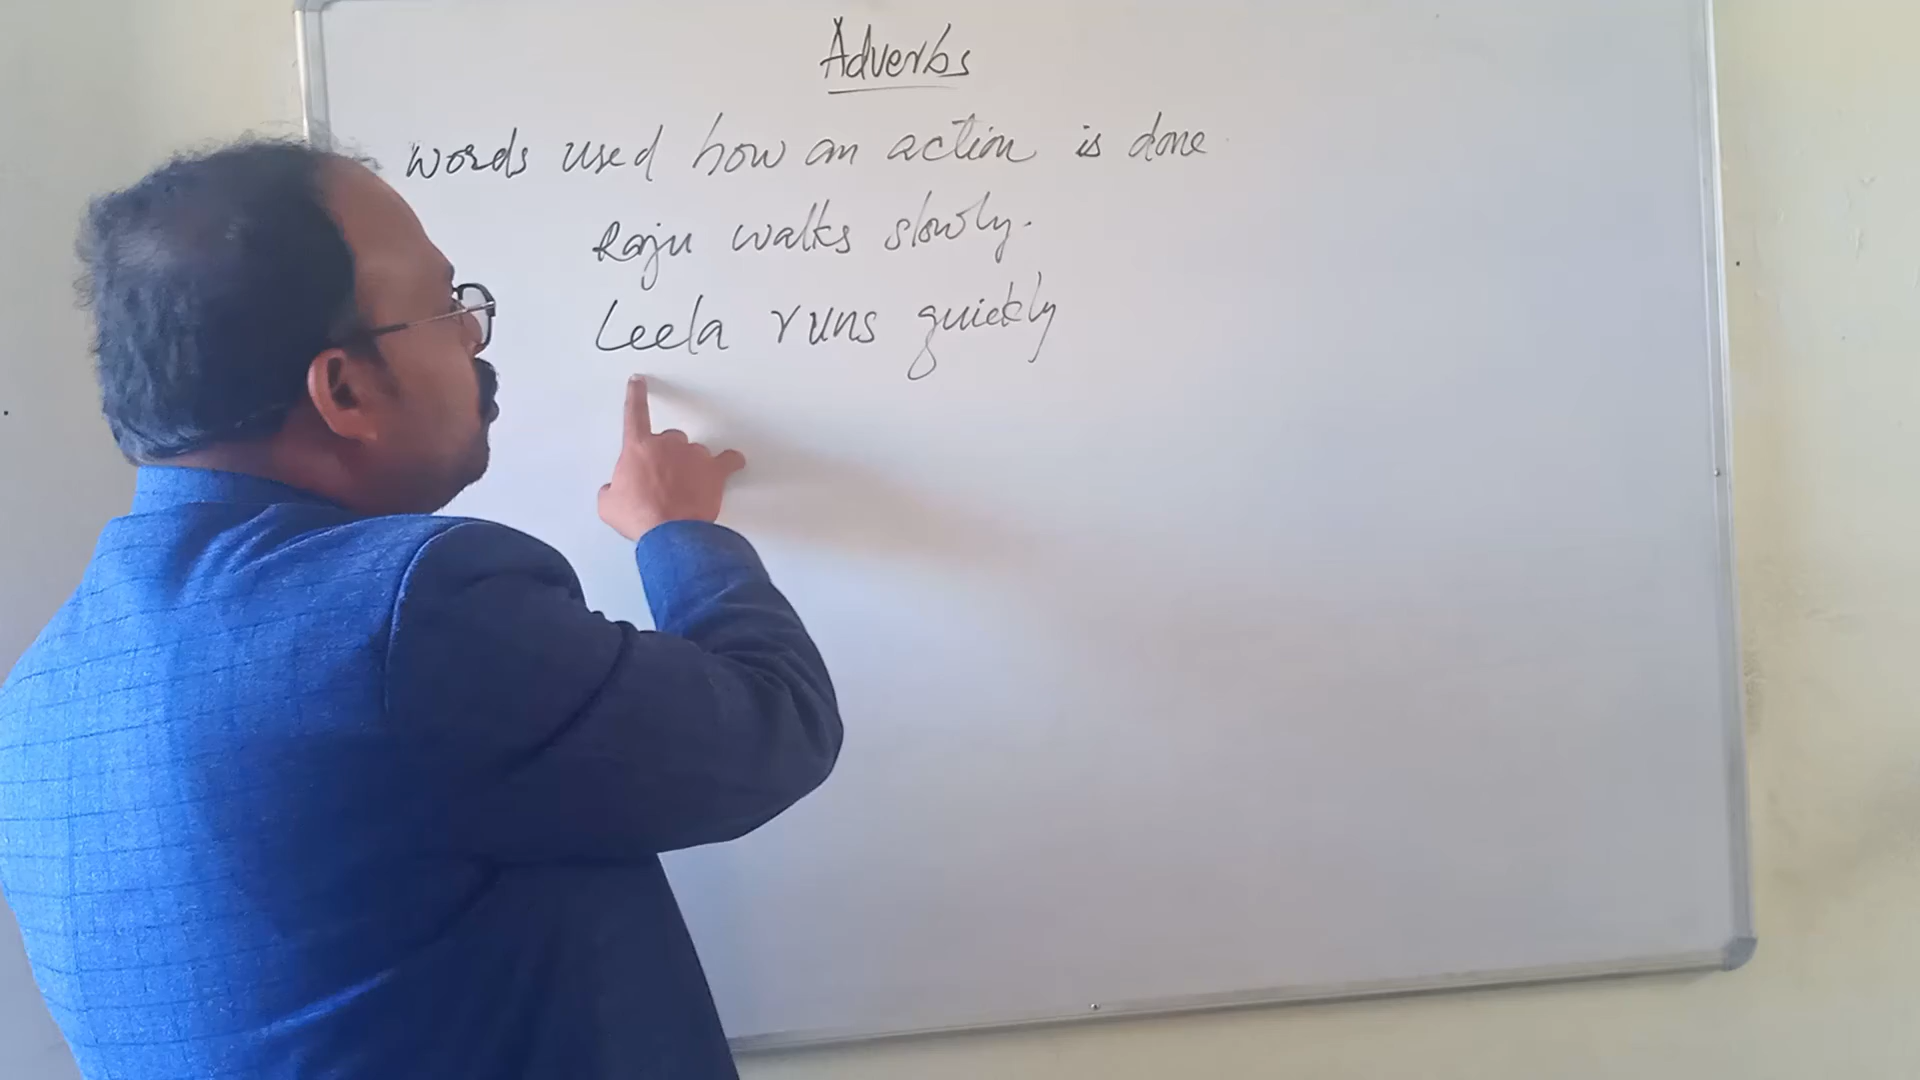 Adverbs
words used how an action is done
Raju walks slowly.
Leela runs quickly